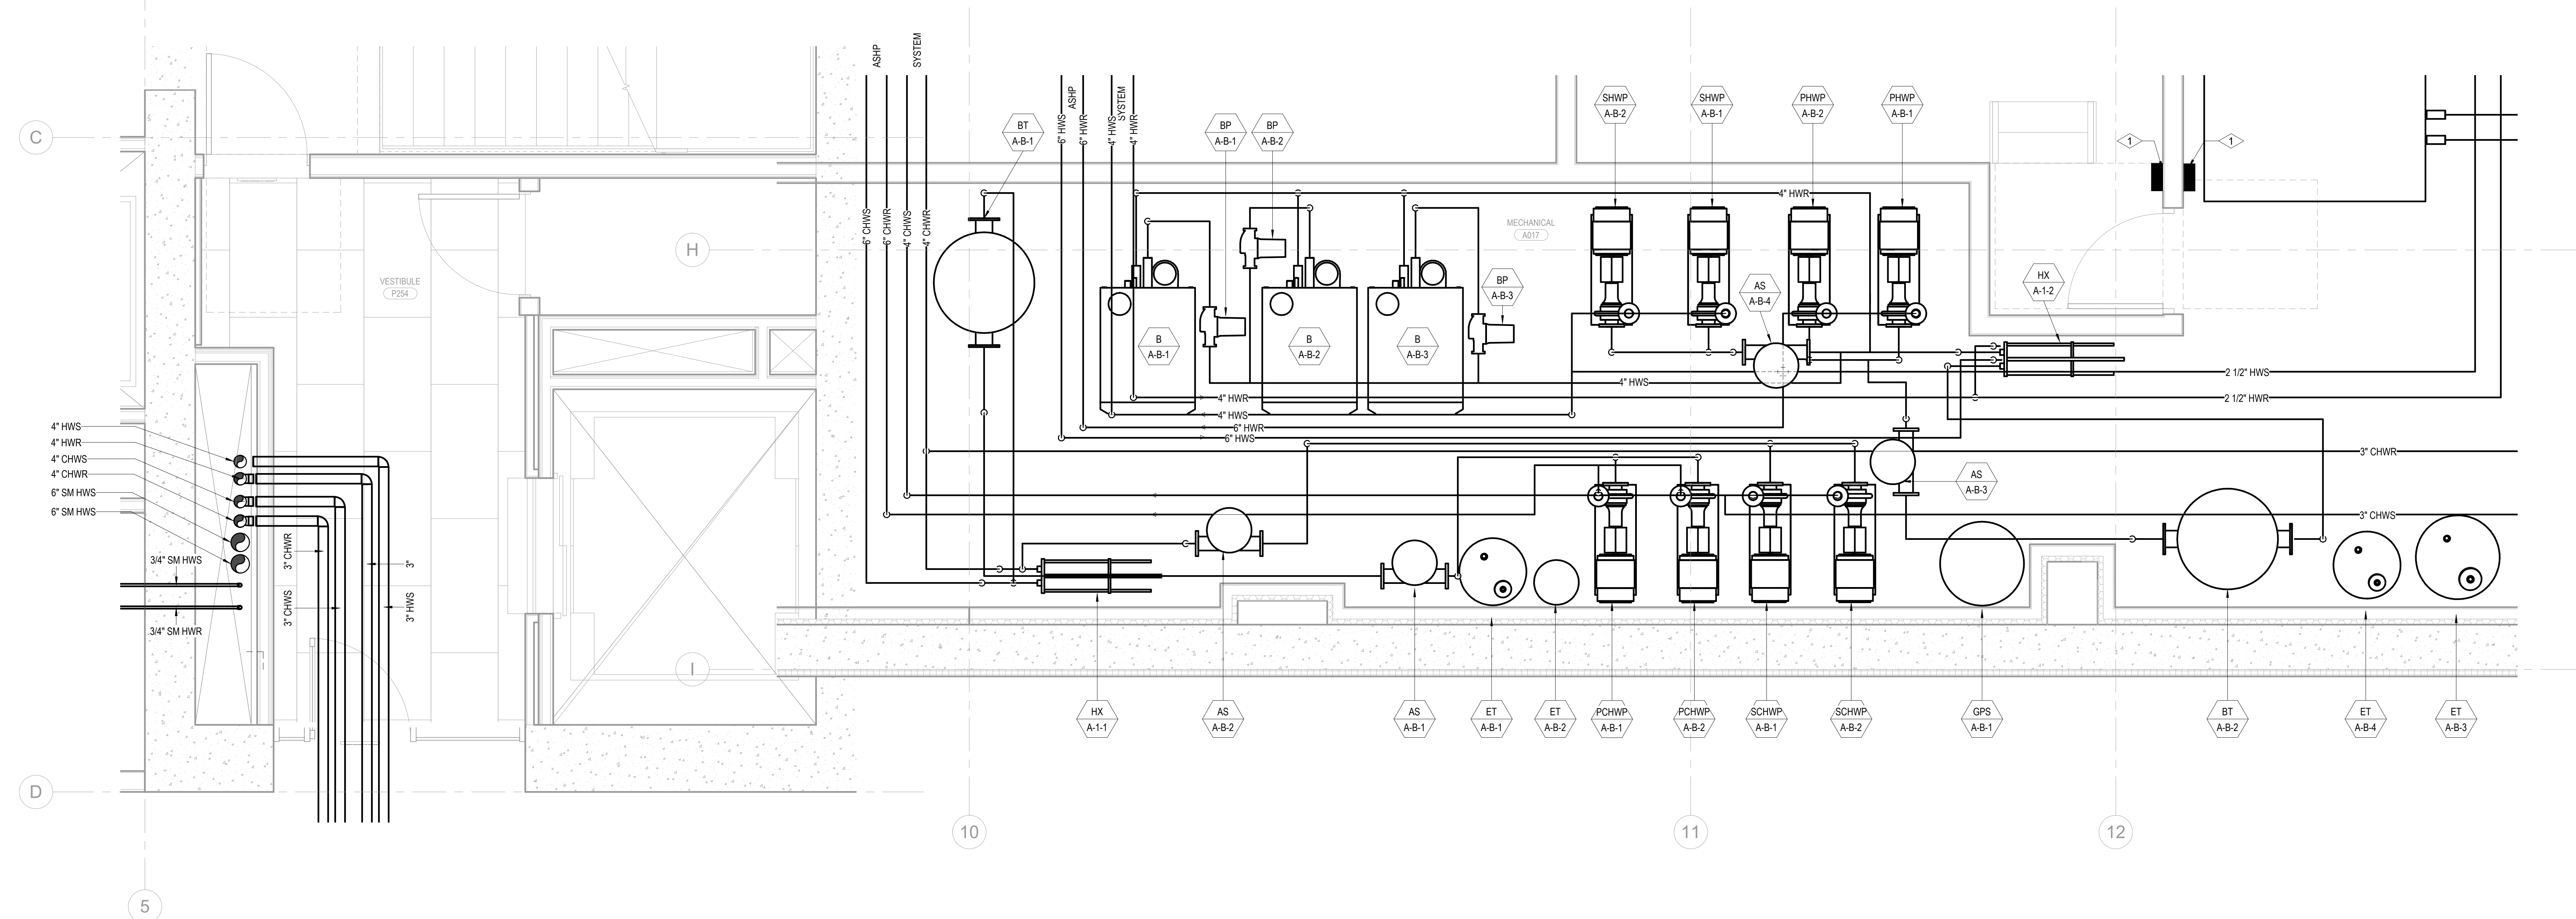 ASHP
SYSTEM
6" CHWS
6" CHWR
4" CHWS
4" CHWR
ASHP
SYSTEM
6" HWS
6" HWR
4" HWS
4" HWR
C
H
I
D
5
10
11
12
BT
A-B-1
BP
A-B-1
BP
A-B-2
SHWP
A-B-2
SHWP
A-B-1
PHWP
A-B-2
PHWP
A-B-1
1
1
4" HWR
MECHANICAL
A017
VESTIBULE
P254
BP
A-B-3
AS
A-B-4
HX
A-1-2
B
A-B-1
B
A-B-2
B
A-B-3
4" HWS
2 1/2" HWS
4" HWR
2 1/2" HWR
4" HWS
6" HWR
6" HWS
3" CHWR
AS
A-B-3
3" CHWS
4" HWS
4" HWR
4" CHWS
4" CHWR
6" SM HWS
6" SM HWS
3/4" SM HWS
3/4" SM HWR
3" CHWR
3"
3" CHWS
3" HWS
HX
A-1-1
AS
A-B-2
AS
A-B-1
ET
A-B-1
ET
A-B-2
PCHWP
A-B-1
PCHWP
A-B-2
SCHWP
A-B-1
SCHWP
A-B-2
GPS
A-B-1
BT
A-B-2
ET
A-B-4
ET
A-B-3